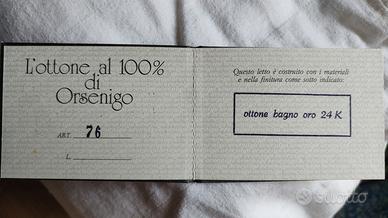 L'ottone al 100%
di
Orsenigo
ART. 76
L.
Questo letto è costruito con i materiali
e nella finitura come sotto indicato:
ottone bagno oro 24 K
subito